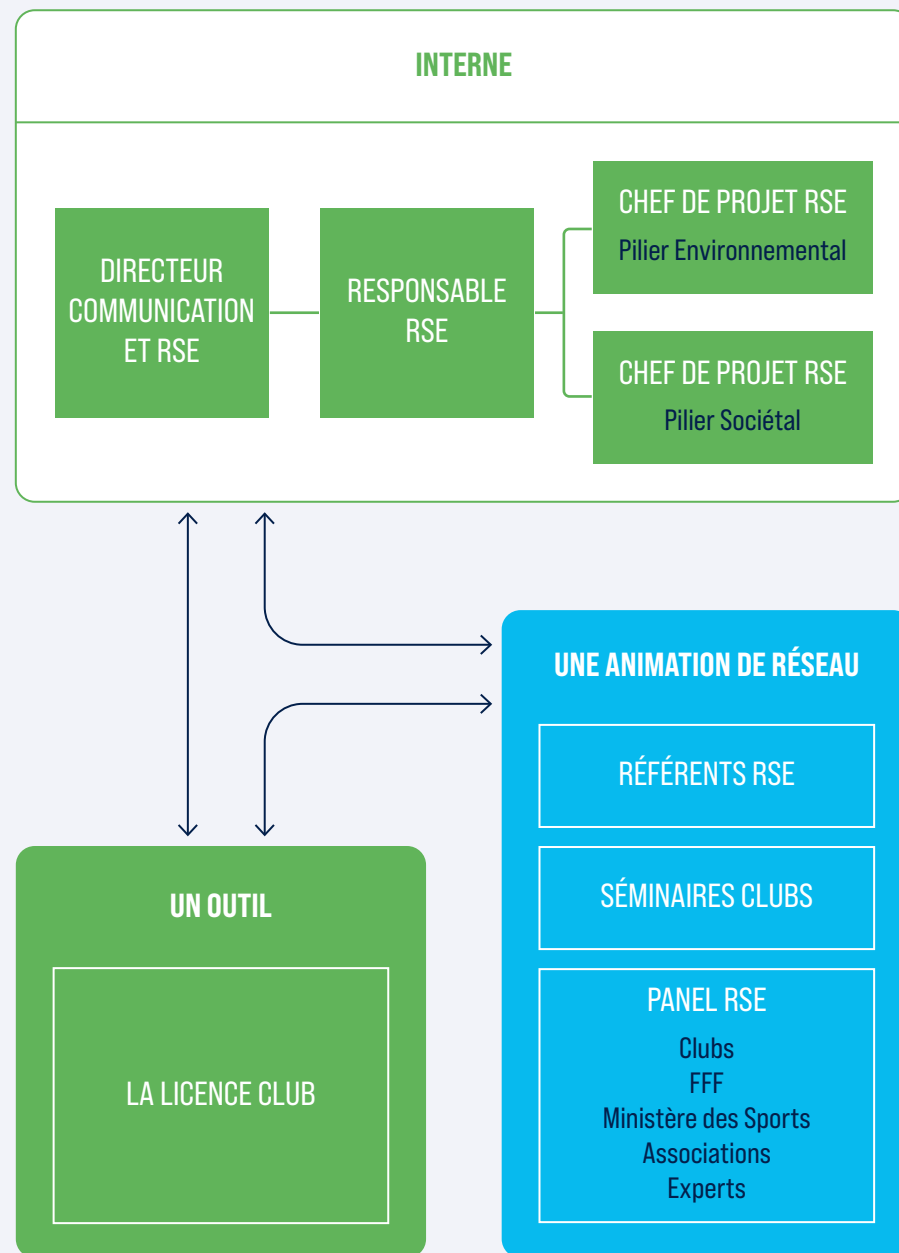 INTERNE
DIRECTEUR
COMMUNICATION
ET RSE
RESPONSABLE
RSE
CHEF DE PROJET RSE
Pilier Environnemental
CHEF DE PROJET RSE
Pilier Sociétal
UNE ANIMATION DE RÉSEAU
RÉFÉRENTS RSE
SÉMINAIRES CLUBS
PANEL RSE
Clubs
FFF
Ministère des Sports
Associations
Experts
UN OUTIL
LA LICENCE CLUB